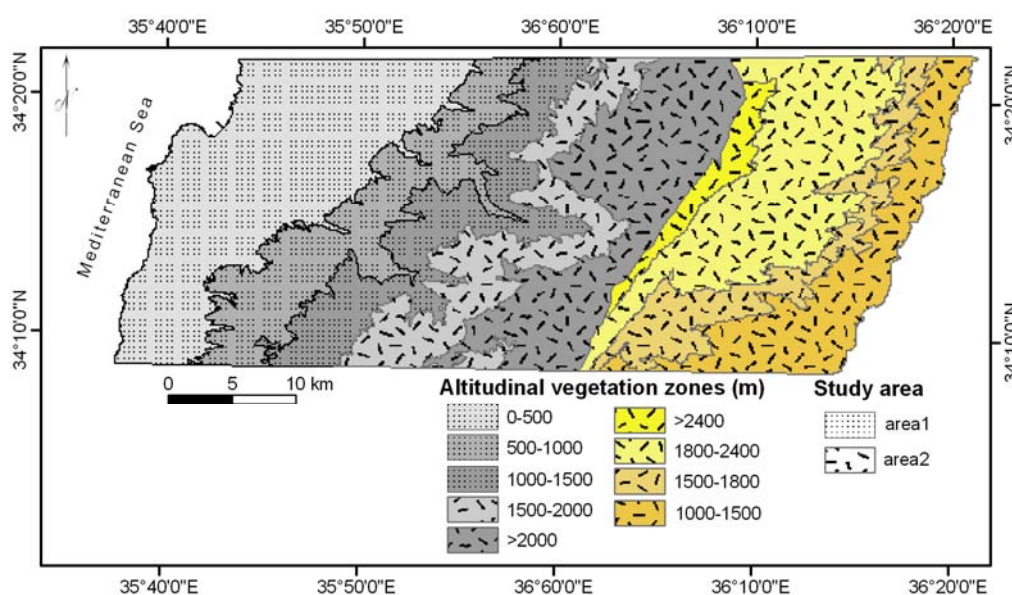 35°40'0"E 35°50'0"E 36°0'0"E 36°10'0"E 36°20'0"E
34°20'0"N
34°10'0"N
Mediterranean Sea
34°20'0"N
34°10'0"N
0 5 10 km
Altitudinal vegetation zones (m)
0-500
500-1000
1000-1500
1500-2000
>2000
>2400
1800-2400
1500-1800
1000-1500
Study area
area1
area2
35°40'0"E 35°50'0"E 36°0'0"E 36°10'0"E 36°20'0"E